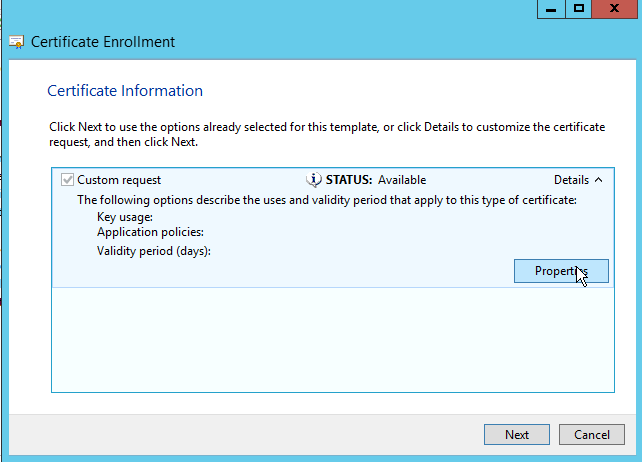 Certificate Enrollment
Certificate Information
Click Next to use the options already selected for this template, or click Details to customize the certificate
request, and then click Next.
Custom request STATUS: Available Details
The following options describe the uses and validity period that apply to this type of certificate:
Key usage:
Application policies:
Validity period (days):
Properties
Next Cancel